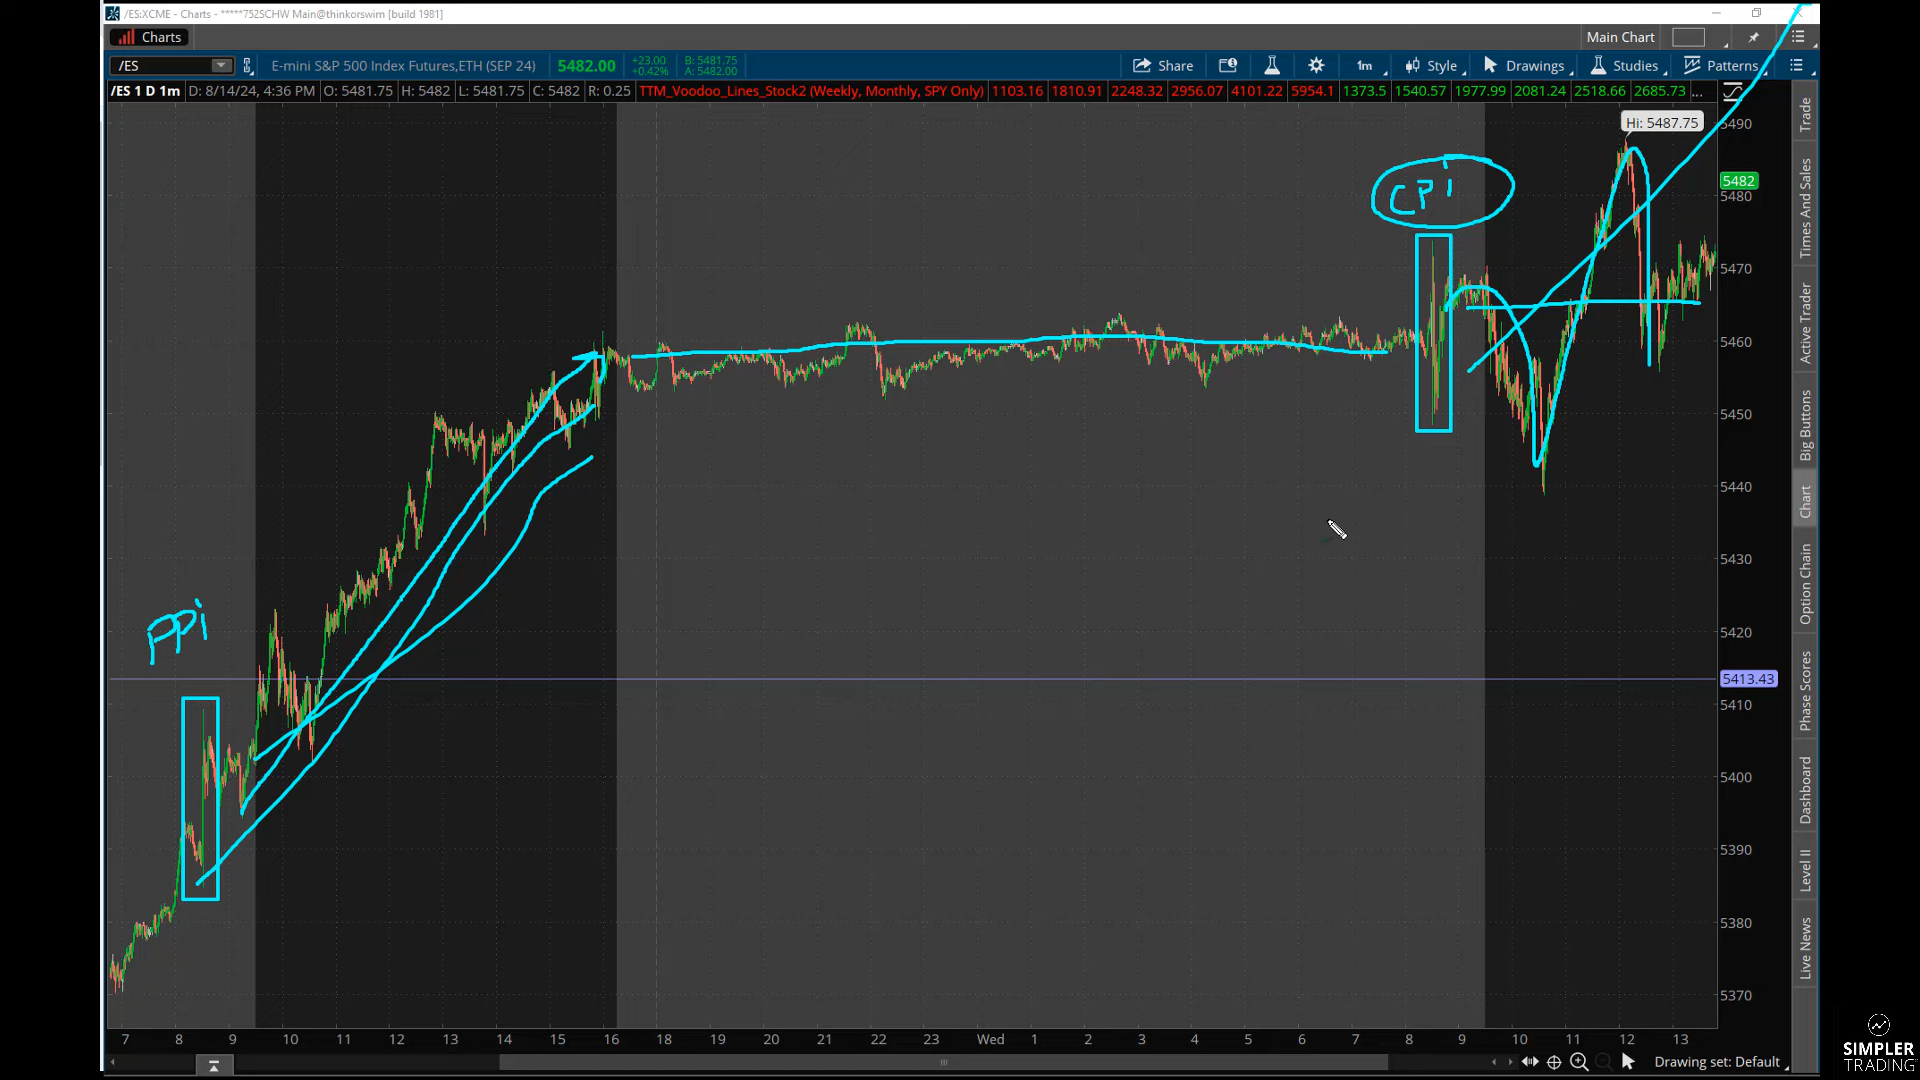 /ES:XCME - Charts - *****752SCHW Main@thinkorswim [build 1981]
Charts
Main Chart
/ES
E-mini S&P 500 Index Futures,ETH (SEP 24)
5482.00
+23.00
+0.42%
B: 5481.75
A: 5482.00
Share
1m
Style
Drawings
Studies
Patterns
/ES 1 D 1m
D: 8/14/24, 4:36 PM
O: 5481.75
H: 5482
L: 5481.75
C: 5482
R: 0.25
TTM_Voodoo_Lines_Stock2 (Weekly, Monthly, SPY Only)
1103.16
1810.91
2248.32
2956.07
4101.22
5954.1
1373.5
1540.57
1977.99
2081.24
2518.66
2685.73
...
Hi: 5487.75
CPi
PPi
5490
5482
5480
5470
5460
5450
5440
5430
5420
5413.43
5410
5400
5390
5380
5370
7 8 9 10 11 12 13 14 15 16 18 19 20 21 22 23 Wed 1 2 3 4 5 6 7 8 9 10 11 12 13
Drawing set: Default
Trade
Times And Sales
Active Trader
Big Buttons
Chart
Option Chain
Phase Scores
Dashboard
Level II
Live News
SIMPLER
TRADING